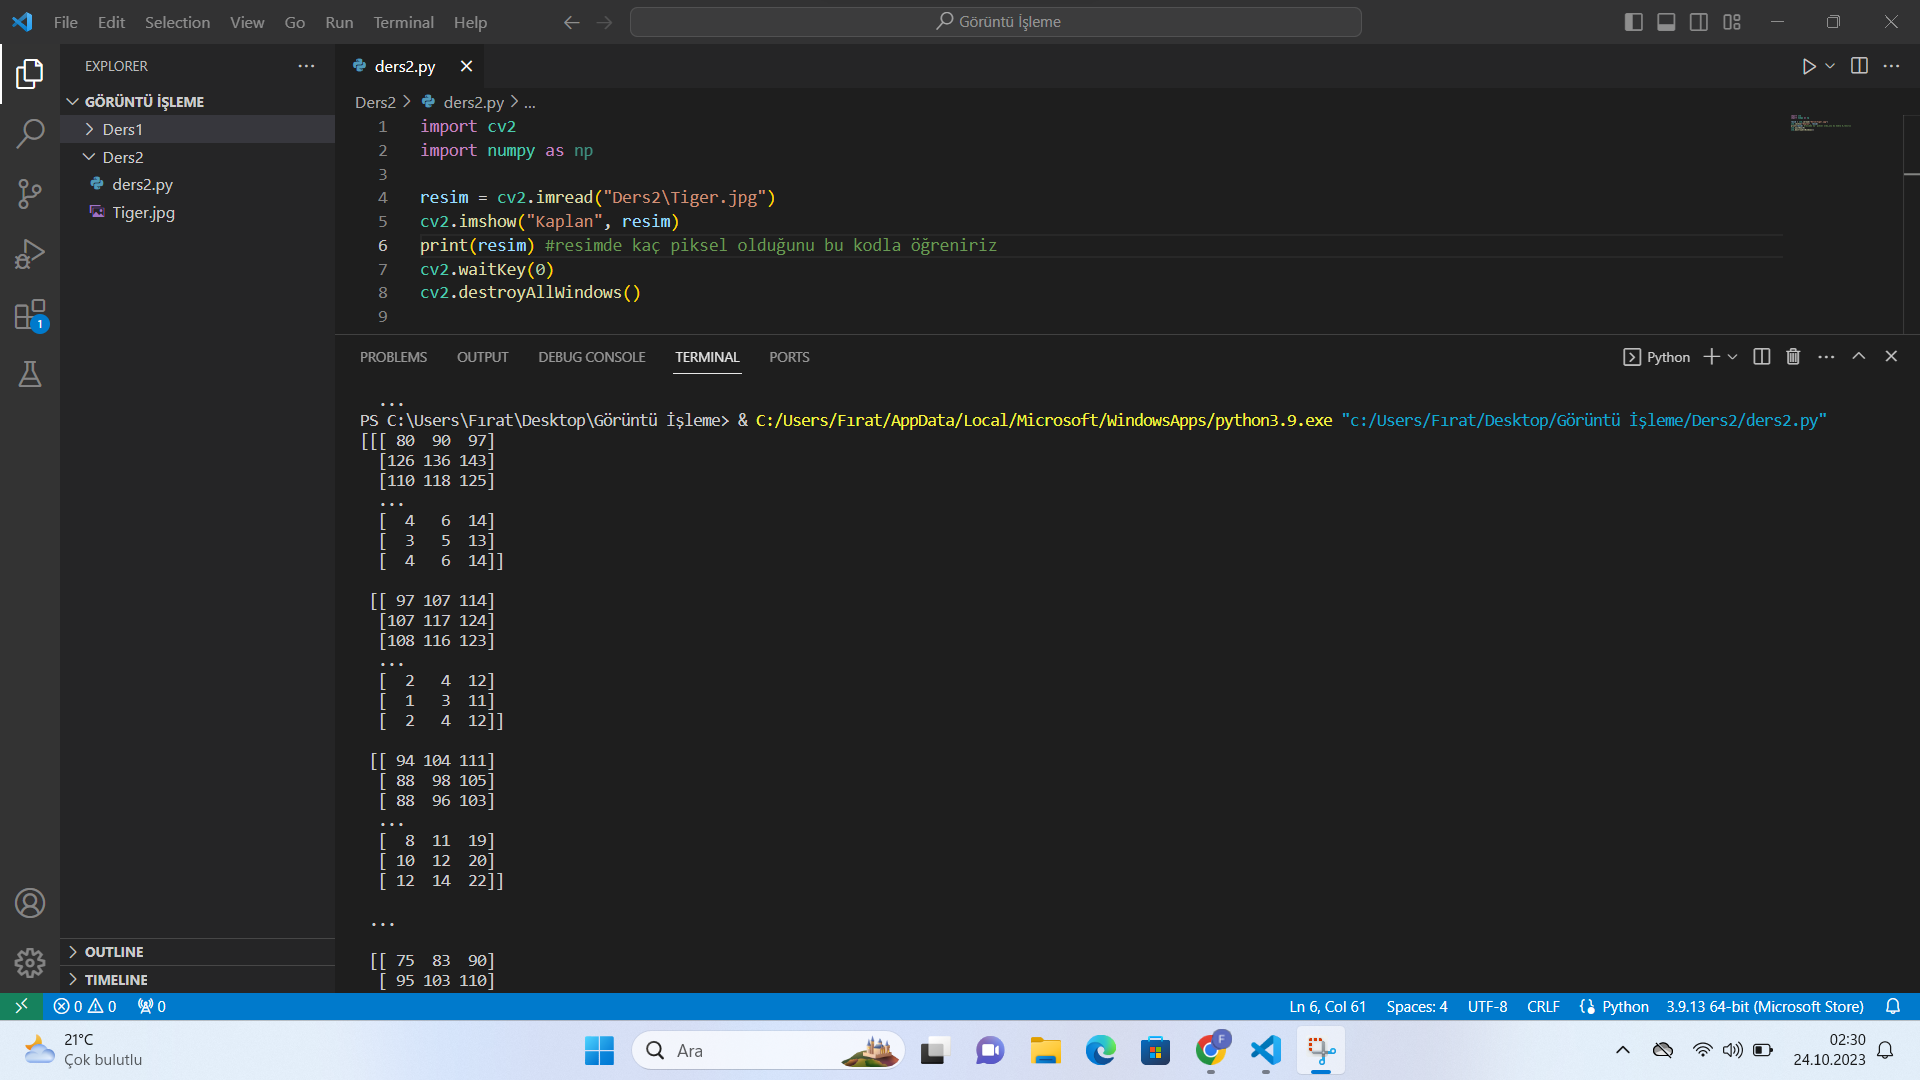 File Edit Selection View Go Run Terminal Help
Görüntü İşleme
EXPLORER
GÖRÜNTÜ İŞLEME
Ders1
Ders2
ders2.py
Tiger.jpg
OUTLINE
TIMELINE
ders2.py
Ders2 > ders2.py > ...
1 import cv2
2 import numpy as np
3
4 resim = cv2.imread("Ders2\Tiger.jpg")
5 cv2.imshow("Kaplan", resim)
6 print(resim) #resimde kaç piksel olduğunu bu kodla öğreniriz
7 cv2.waitKey(0)
8 cv2.destroyAllWindows()
9
PROBLEMS OUTPUT DEBUG CONSOLE TERMINAL PORTS
Python
...
PS C:\Users\Fırat\Desktop\Görüntü İşleme> & C:/Users/Fırat/AppData/Local/Microsoft/WindowsApps/python3.9.exe "c:/Users/Fırat/Desktop/Görüntü İşleme/Ders2/ders2.py"
[[[ 80  90  97]
[126 136 143]
[110 118 125]
...
[  4   6  14]
[  3   5  13]
[  4   6  14]]
[[ 97 107 114]
[107 117 124]
[108 116 123]
...
[  2   4  12]
[  1   3  11]
[  2   4  12]]
[[ 94 104 111]
[ 88  98 105]
[ 88  96 103]
...
[  8  11  19]
[ 10  12  20]
[ 12  14  22]]
...
[[ 75  83  90]
[ 95 103 110]
1
0 0 0
Ln 6, Col 61 Spaces: 4 UTF-8 CRLF Python 3.9.13 64-bit (Microsoft Store)
21°C
Çok bulutlu
Ara
F
02:30
24.10.2023